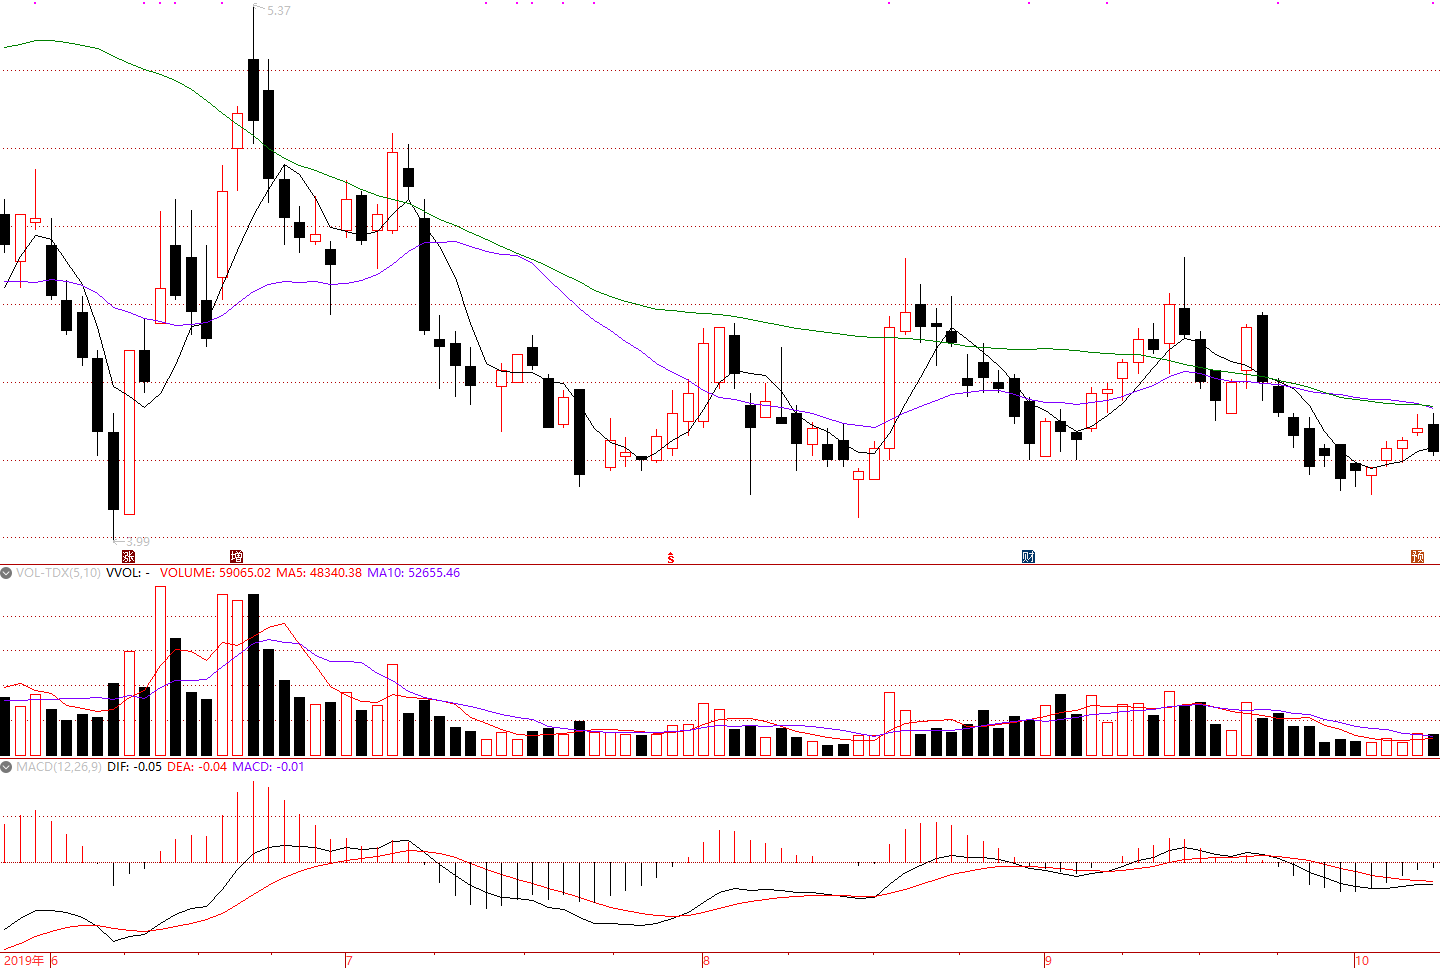 5.37
3.99
涨 增 $ 财 预
VOL-TDX(5,10) VVOL: - VOLUME: 59065.02 MA5: 48340.38 MA10: 52655.46
MACD(12,26,9) DIF: -0.05 DEA: -0.04 MACD: -0.01
2019年 6 7 8 9 10